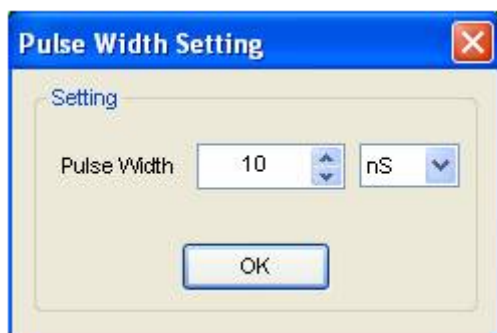 Pulse Width Setting
Setting
Pulse Width 10 nS
OK